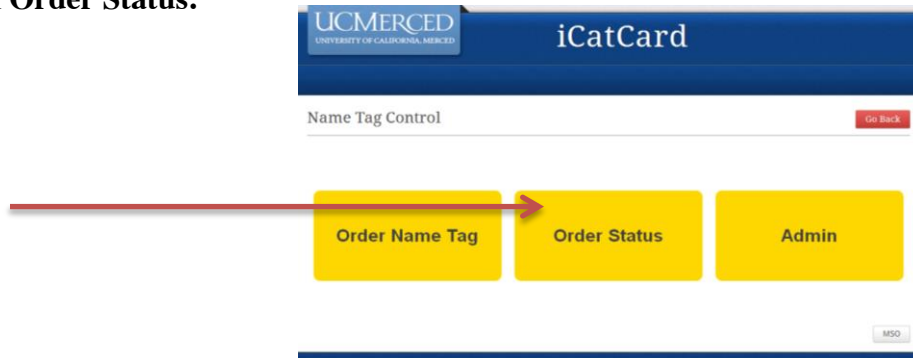 Order Status.
UCMERCED
UNIVERSITY OF CALIFORNIA, MERCED
iCatCard
Name Tag Control
Go Back
Order Name Tag
Order Status
Admin
MSO